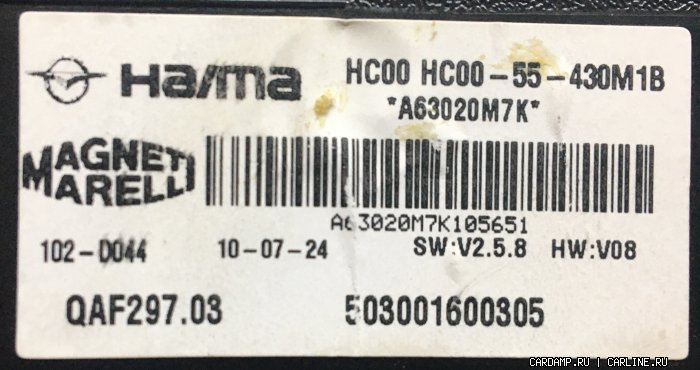 Haima HC00 HC00-55-430M1B
*A63020M7K*
MAGNETI
MARELLI
A63020M7K105651
102-D044 10-07-24 SW:V2.5.8 HW:V08
QAF297.03 503001600305
CARDAMP.RU | CARLINE.RU